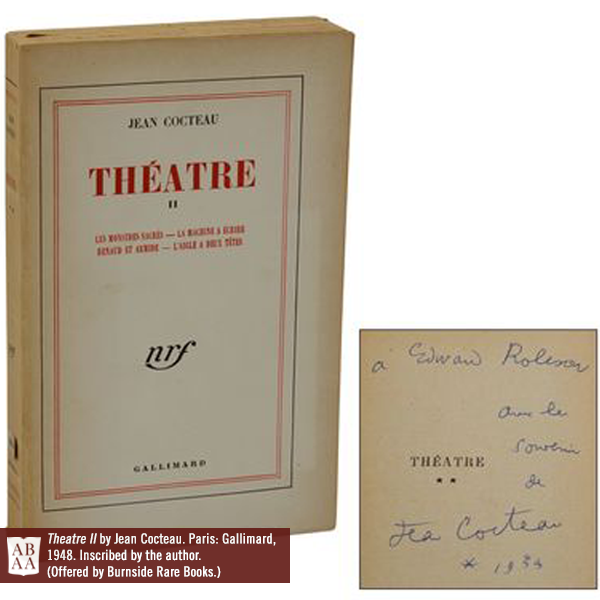 JEAN COCTEAU
THÉATRE
II
LES MONSTRES SACRÉS — LA MACHINE A ÉCRIRE
RENAUD ET ARMIDE — L'AIGLE A DEUX TÊTES
nrf
GALLIMARD
à Edward
avec le
souvenir
THÉATRE
**
de
Jean Cocteau
*
AB
AA
Theatre II by Jean Cocteau. Paris: Gallimard,
1948. Inscribed by the author.
(Offered by Burnside Rare Books.)